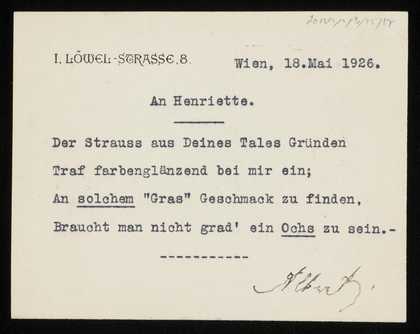 I. LÖWEL-STRASSE, 8.
Wien, 18.Mai 1926.
An Henriette.
Der Strauss aus Deines Tales Gründen
Traf farbenglänzend bei mir ein;
An solchem "Gras" Geschmack zu finden,
Braucht man nicht grad' ein Ochs zu sein.-
-----------